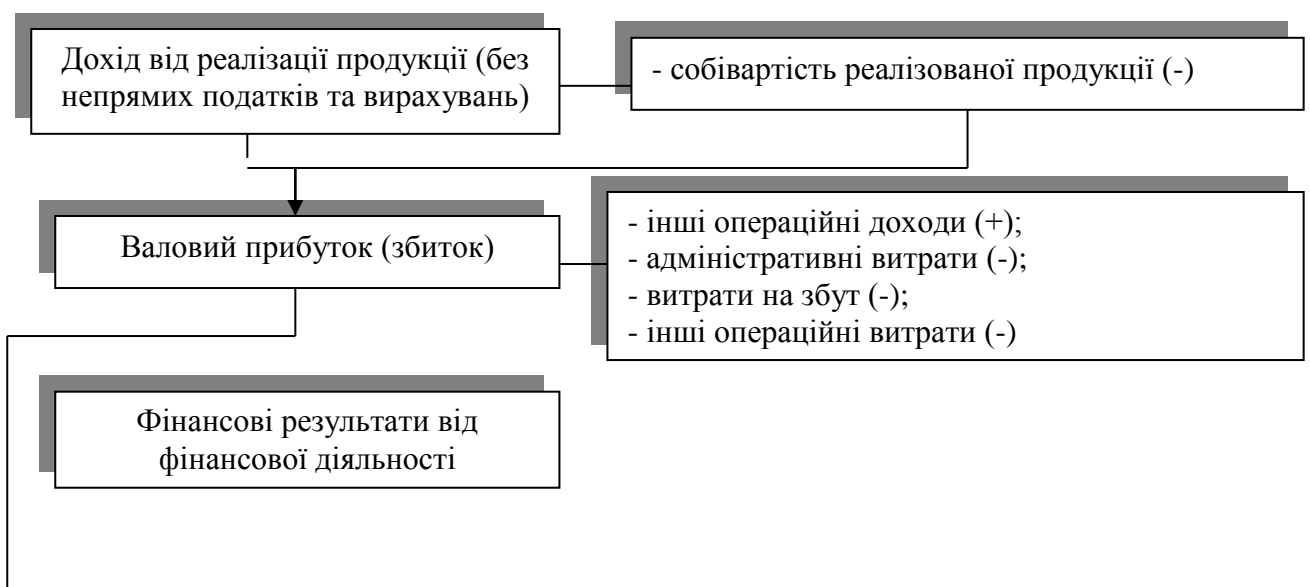 Дохід від реалізації продукції (без
непрямих податків та вирахувань)
- собівартість реалізованої продукції (-)
Валовий прибуток (збиток)
- інші операційні доходи (+);
- адміністративні витрати (-);
- витрати на збут (-);
- інші операційні витрати (-)
Фінансові результати від
фінансової діяльності